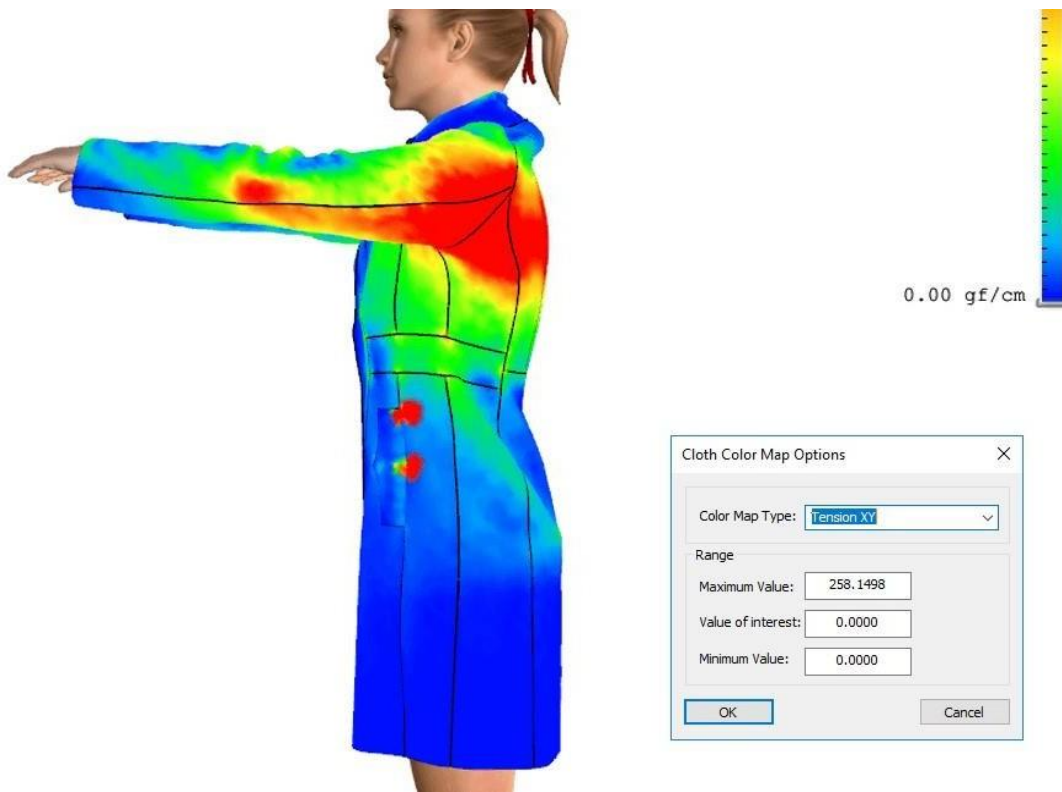 0.00 gf/cm
Cloth Color Map Options
Color Map Type: Tension XY
Range
Maximum Value: 258.1498
Value of interest: 0.0000
Minimum Value: 0.0000
OK Cancel